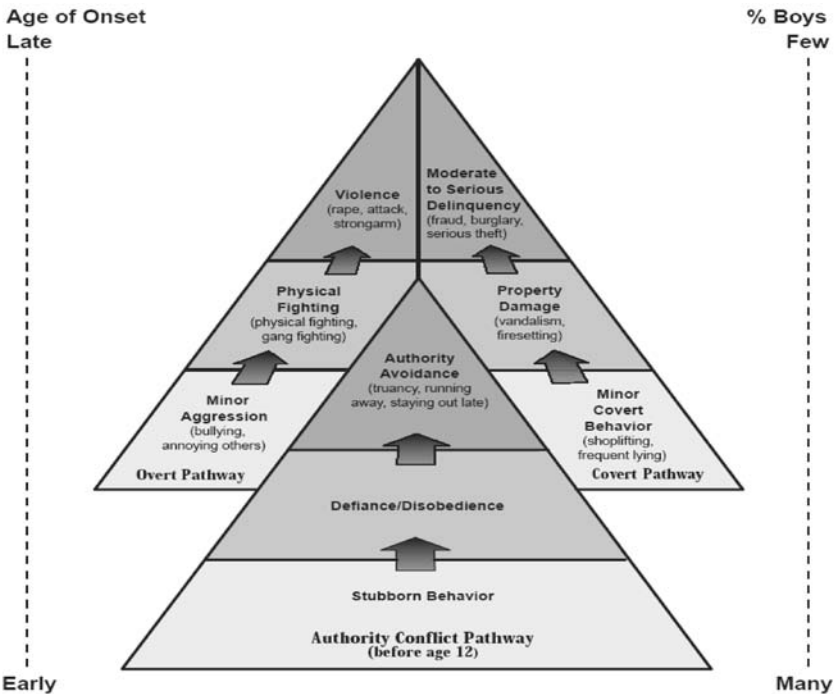 Age of Onset
Late
% Boys
Few
Violence
(rape, attack,
strongarm)
Moderate
to Serious
Delinquency
(fraud, burglary,
serious theft)
Physical
Fighting
(physical fighting,
gang fighting)
Property
Damage
(vandalism,
firesetting)
Authority
Avoidance
(truancy, running
away, staying out late)
Minor
Aggression
(bullying,
annoying others)
Overt Pathway
Minor
Covert
Behavior
(shoplifting,
frequent lying)
Covert Pathway
Defiance/Disobedience
Stubborn Behavior
Authority Conflict Pathway
(before age 12)
Early
Many